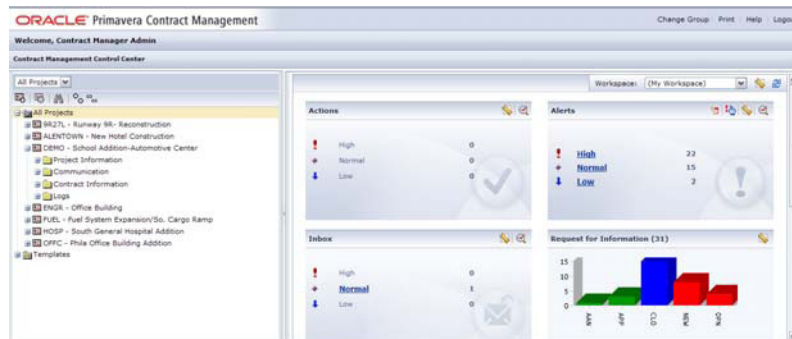 ORACLE Primavera Contract Management
Change Group Print Help Logou
Welcome, Contract Manager Admin
Contract Management Control Center
All Projects
Workspace: (My Workspace)
All Projects
9R27L - Runway 9R- Reconstruction
ALENTOWN - New Hotel Construction
DEMO - School Addition-Automotive Center
Project Information
Communication
Contract Information
Logs
ENGR - Office Building
FUEL - Fuel System Expansion/So. Cargo Ramp
HOSP - South General Hospital Addition
OFFC - Phila Office Building Addition
Templates
Actions
High 0
Normal 0
Low 0
Alerts
High 22
Normal 15
Low 2
Inbox
High 0
Normal 1
Low 0
Request for Information (31)
15
10
5
0
AAN APP CLO NEW OPN